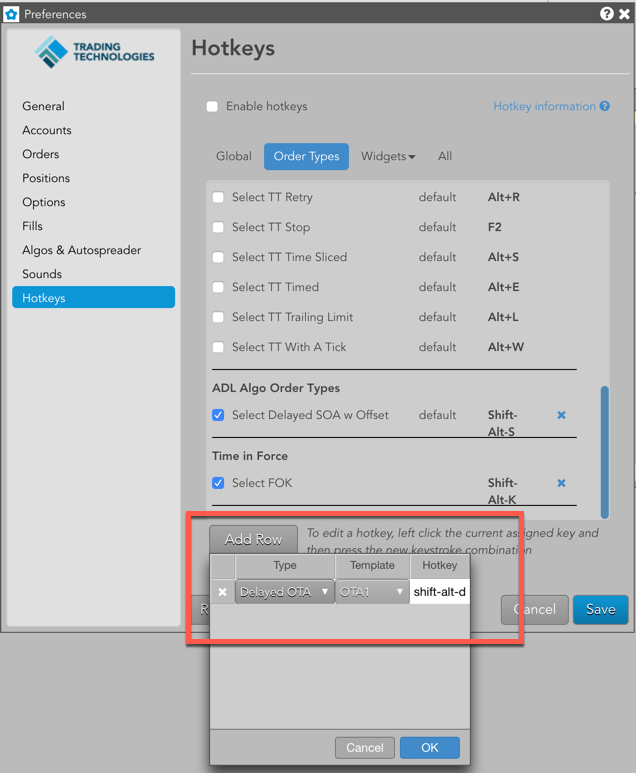 Preferences
TRADING
TECHNOLOGIES
Hotkeys
General
Accounts
Orders
Positions
Options
Fills
Algos & Autospreader
Sounds
Hotkeys
Enable hotkeys
Hotkey information
Global Order Types Widgets All
Select TT Retry default Alt+R
Select TT Stop default F2
Select TT Time Sliced default Alt+S
Select TT Timed default Alt+E
Select TT Trailing Limit default Alt+L
Select TT With A Tick default Alt+W
ADL Algo Order Types
Select Delayed SOA w Offset default Shift-
Alt-S
Time in Force
Select FOK Shift-
Alt-K
Add Row
To edit a hotkey, left click the current assigned key and
then press the new keystroke combination
Type Template Hotkey
Delayed OTA OTA1 shift-alt-d
R Cancel Save
Cancel OK